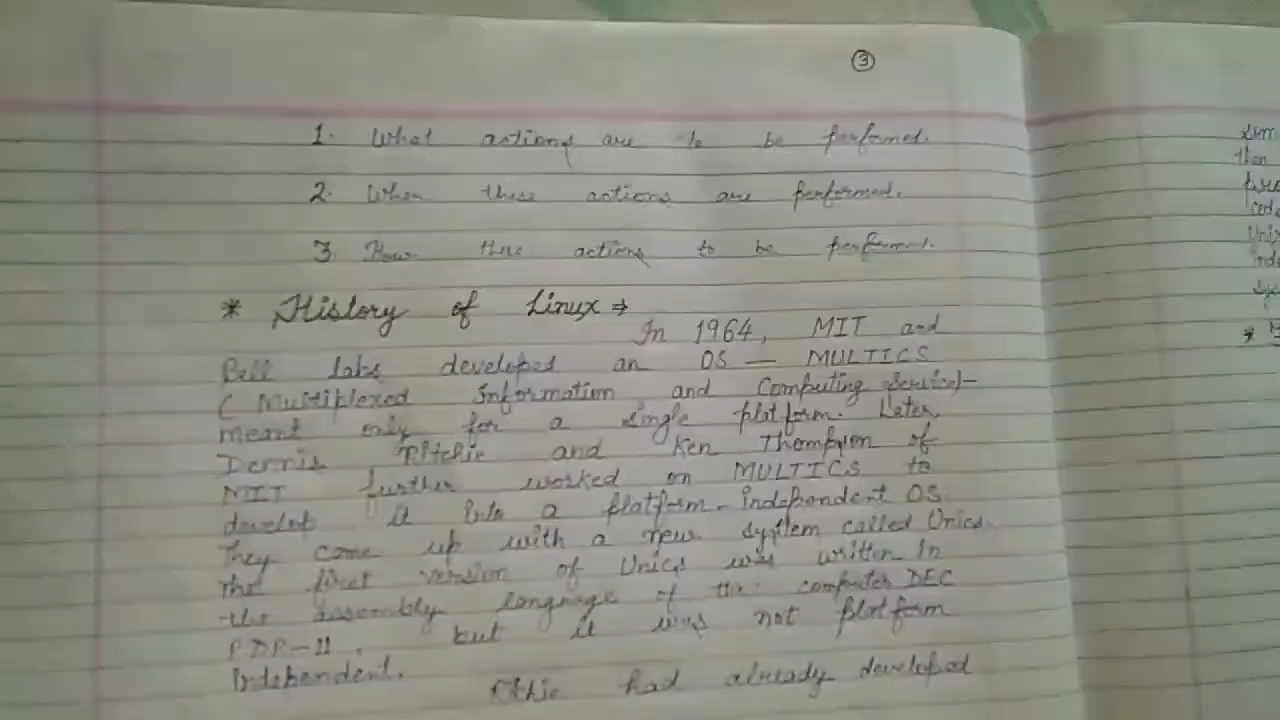 3
1. What actions are to be performed.
2. When these actions are performed.
3. How these actions to be performed.
* History of Linux ⇒
In 1964, MIT and
Bell labs developed an OS — MULTICS
( Multiplexed Information and Computing Service) -
meant only for a single platform. Later,
Dennis Ritchie and Ken Thompson of
MIT further worked on MULTICS to
develop it into a platform-independent OS.
They come up with a new system called Unics.
The first version of Unics was written in
the assembly language of the computer DEC
PDP-11, but it was not platform
Independent.
had already developed
than